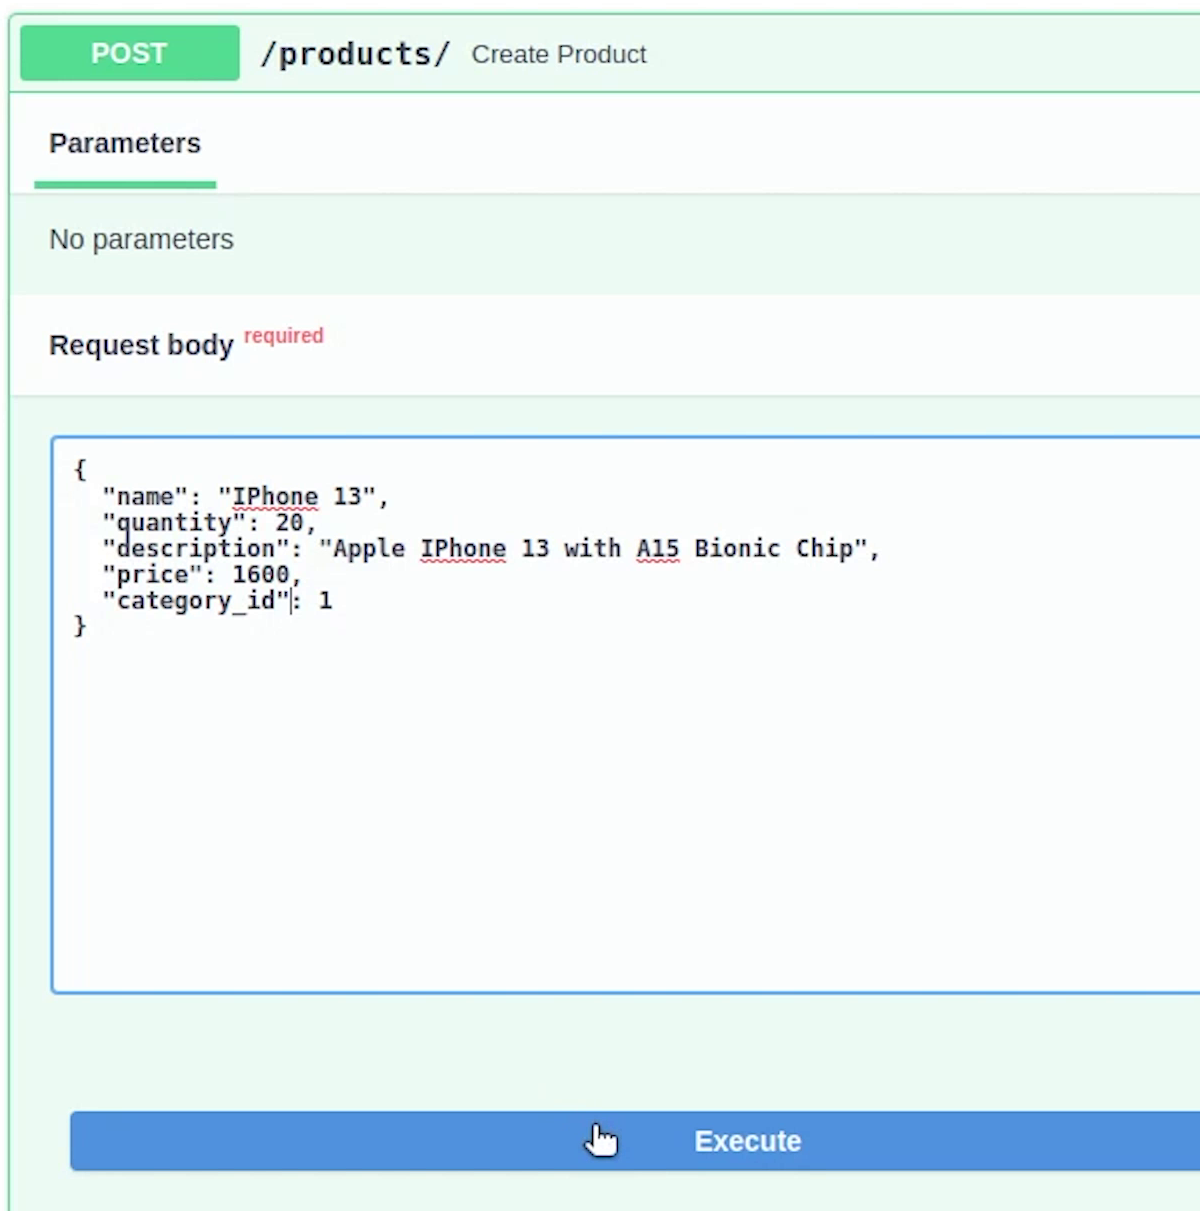 POST /products/ Create Product
Parameters
No parameters
Request body required
{
  "name": "IPhone 13",
  "quantity": 20,
  "description": "Apple IPhone 13 with A15 Bionic Chip",
  "price": 1600,
  "category_id": 1
}
Execute